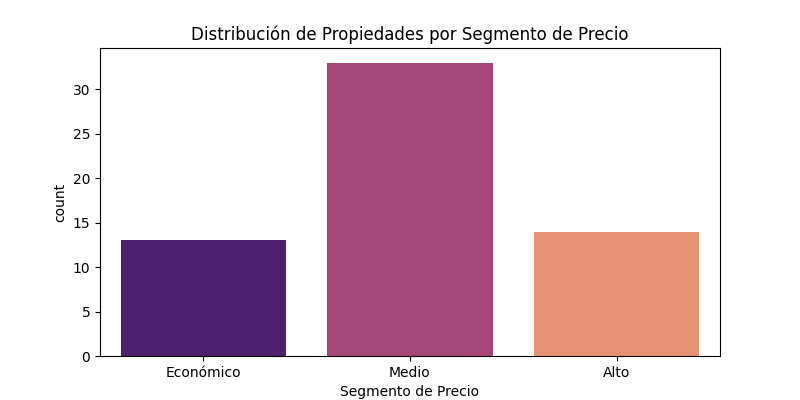 Distribución de Propiedades por Segmento de Precio
30
25
20
15
10
5
0
count
Económico Medio Alto
Segmento de Precio